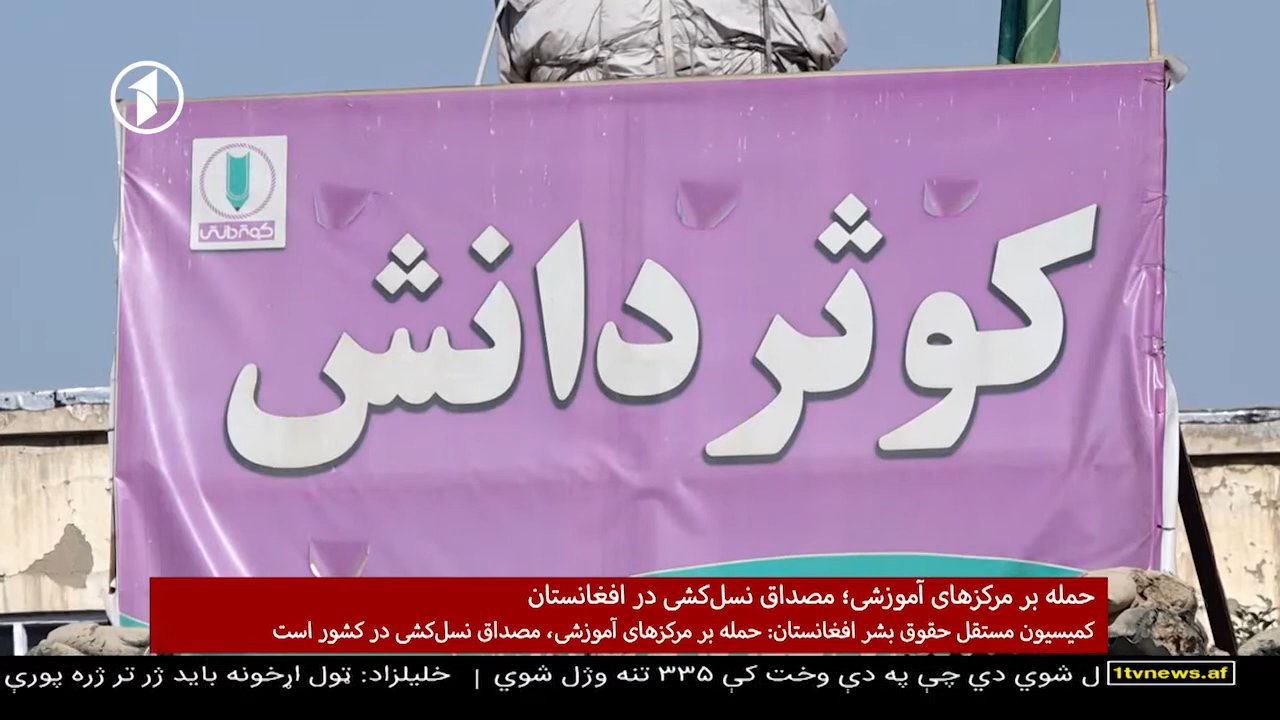 کوثر دانش
کوثر دانش
حمله بر مرکزهای آموزشی؛ مصداق نسل‌کشی در افغانستان
کمیسیون مستقل حقوق بشر افغانستان: حمله بر مرکزهای آموزشی، مصداق نسل‌کشی در کشور است
1tvnews.af
ل شوي دي چې په دې وخت کې ۳۳۵ تنه وژل شوي | خلیلزاد: ټول اړخونه باید ژر تر ژره پورې